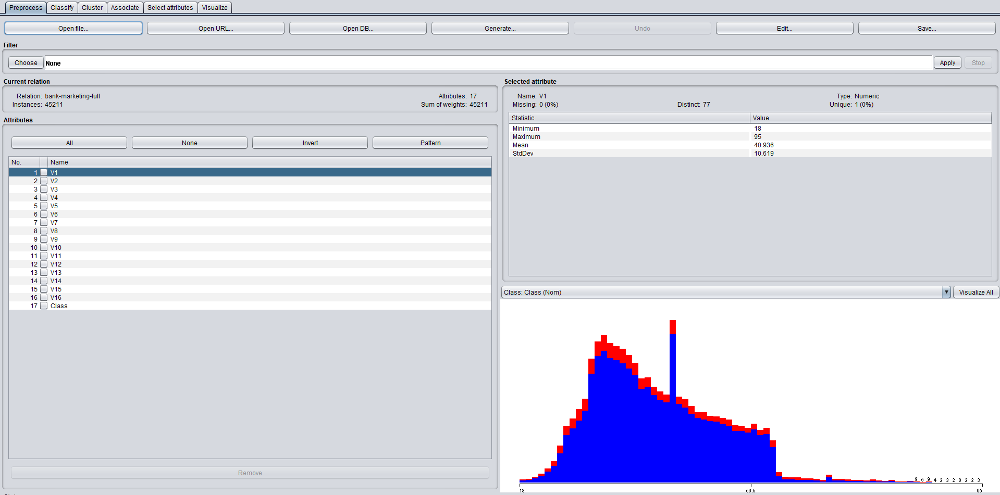 Preprocess Classify Cluster Associate Select attributes Visualize
Open file... Open URL... Open DB... Generate... Undo Edit... Save...
Filter
Choose None Apply Stop
Current relation
Relation: bank-marketing-full Attributes: 17
Instances: 45211 Sum of weights: 45211
Attributes
All None Invert Pattern
No. Name
1 V1
2 V2
3 V3
4 V4
5 V5
6 V6
7 V7
8 V8
9 V9
10 V10
11 V11
12 V12
13 V13
14 V14
15 V15
16 V16
17 Class
Remove
Selected attribute
Name: V1 Type: Numeric
Missing: 0 (0%) Distinct: 77 Unique: 1 (0%)
Statistic Value
Minimum 18
Maximum 95
Mean 40.936
StdDev 10.619
Class: Class (Nom) Visualize All
9 5 9 4 2 3 2 0 2 2 3
18 56.5 95